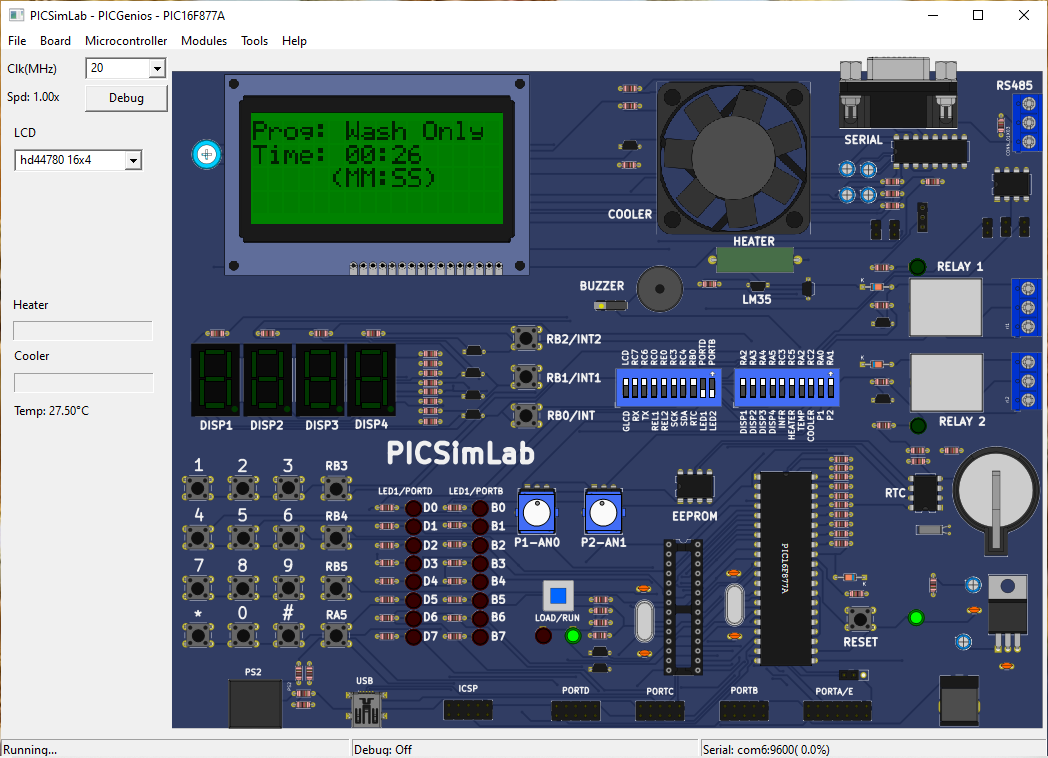 PICSimLab - PICGenios - PIC16F877A
File Board Microcontroller Modules Tools Help
Clk(MHz) 20
Spd: 1.00x Debug
LCD
hd44780 16x4
Heater
Cooler
Temp: 27.50°C
Prog: Wash Only
Time: 00:26
(MM:SS)
COOLER
HEATER
SERIAL
RS485
BUZZER
LM35
RELAY 1
RELAY 2
RB2/INT2
RB1/INT1
RB0/INT
DISP1 DISP2 DISP3 DISP4
LCD RC7 RC6 RC0 RE0 RC3 RC4 RB0 PORTD PORTB
GLCD RX TX REL1 REL2 SCK SDA RTC LED1 LED2
RA2 RA3 RA4 RA5 RC3 RC5 RA2 RC2 RA0 RA1
DISP1 DISP2 DISP3 DISP4 INFR HEATER TEMP COOLER P1 P2
PICSimLab
1 2 3 RB3
4 5 6 RB4
7 8 9 RB5
* 0 # RA5
LED1/PORTD LED1/PORTB
D0 B0
D1 B1
D2 B2
D3 B3
D4 B4
D5 B5
D6 B6
D7 B7
P1-AN0 P2-AN1
EEPROM
RTC
PIC16F877A
LOAD/RUN
RESET
PS2
PS2
USB
ICSP
PORTD
PORTC
PORTB
PORTA/E
Running...
Debug: Off
Serial: com6:9600( 0.0%)